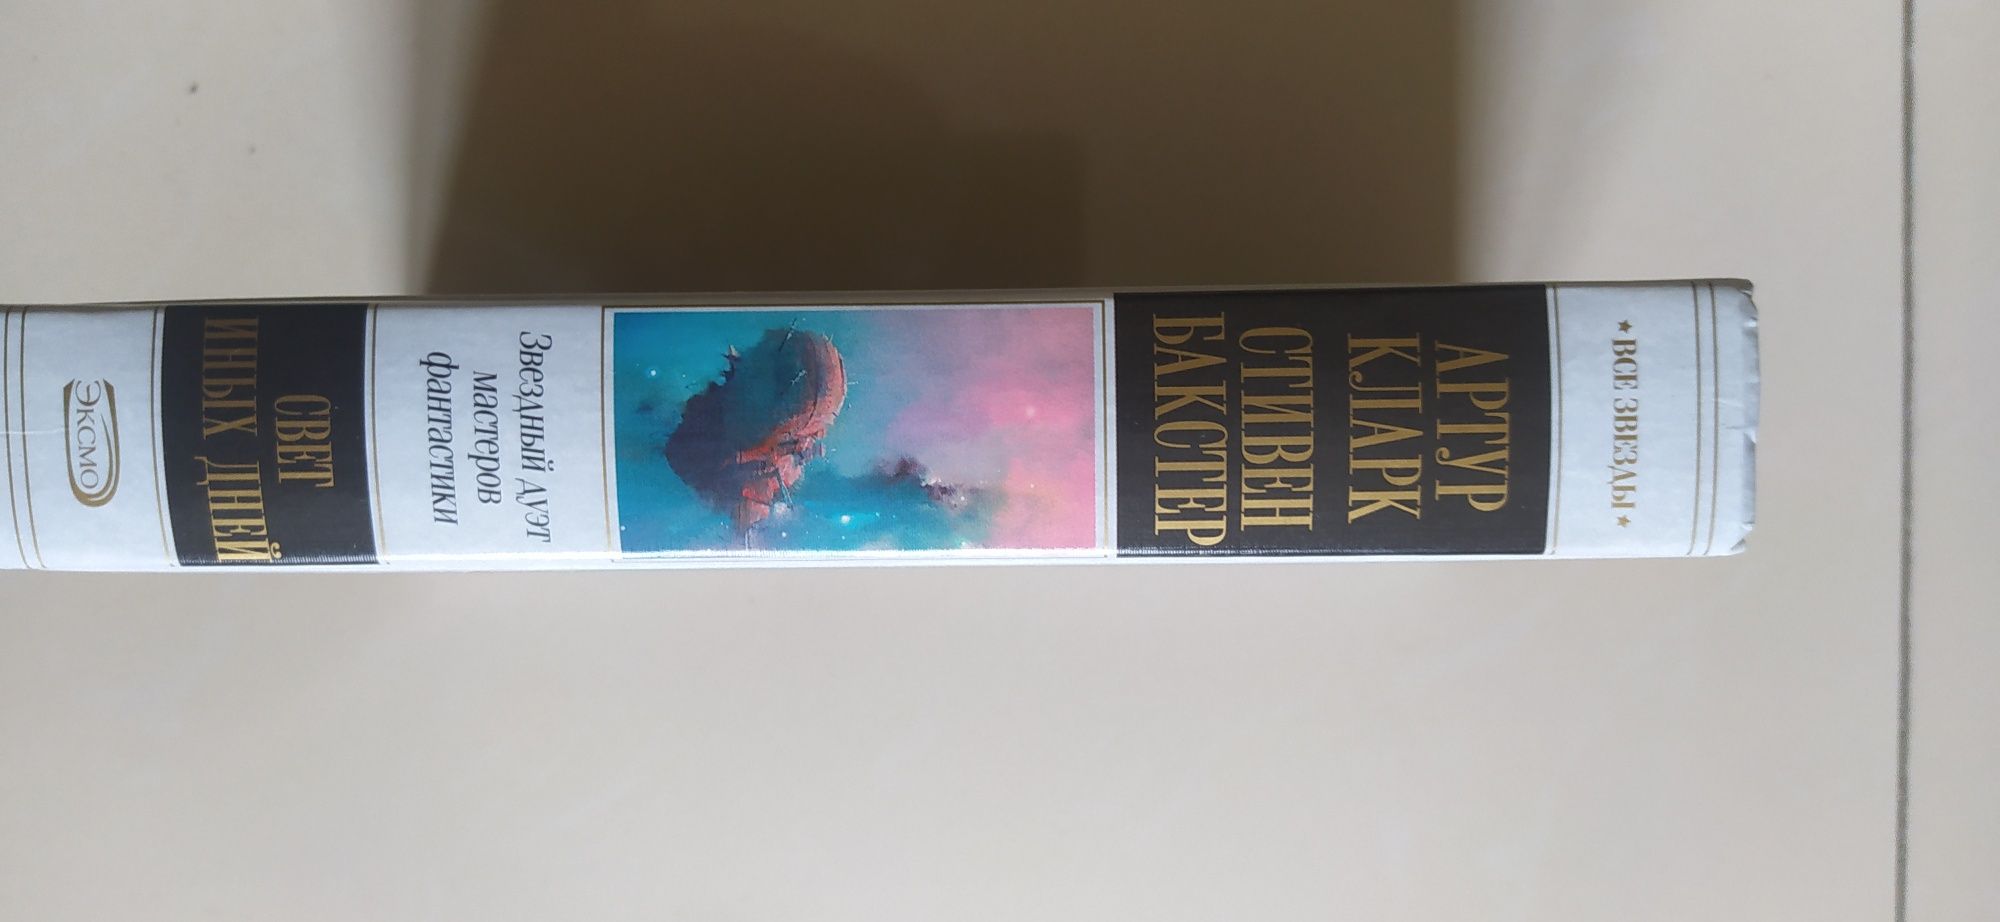 ★ ВСЕ ЗВЕЗДЫ ★
АРТУР
КЛАРК
СТИВЕН
БАКСТЕР
Звездный дуэт
мастеров
фантастики
СВЕТ
ИНЫХ ДНЕЙ
ЭКСМО